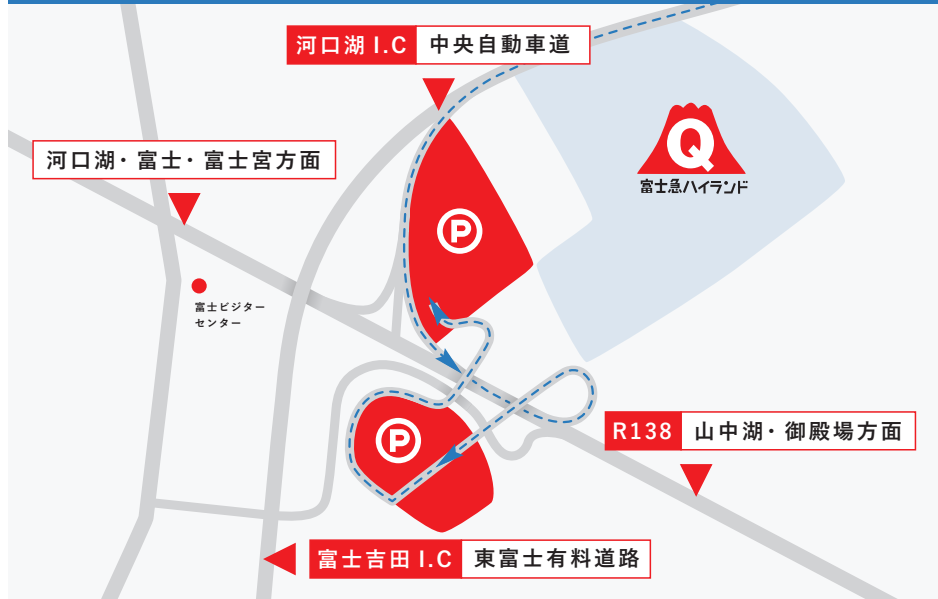 河口湖 I.C 中央自動車道
河口湖・富士・富士宮方面
Q
富士急ハイランド
P
富士ビジター
センター
R138 山中湖・御殿場方面
P
富士吉田 I.C 東富士有料道路